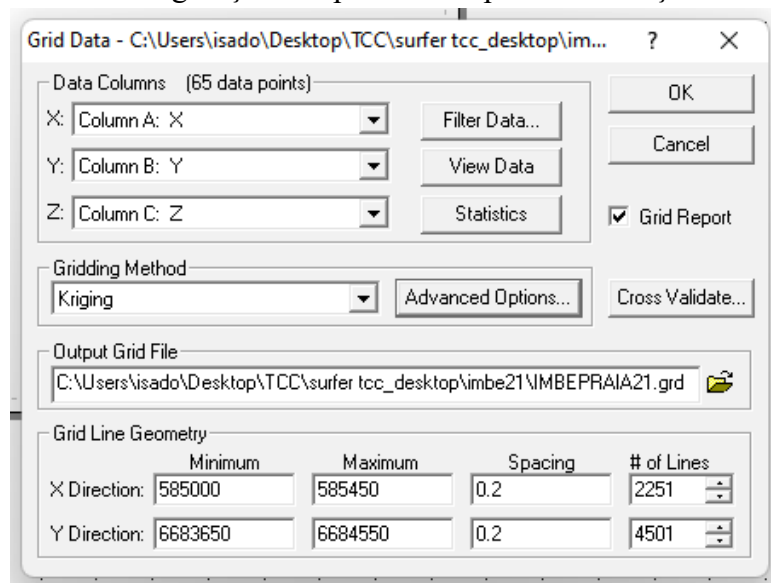 Grid Data - C:\Users\isado\Desktop\TCC\surfer tcc_desktop\im... ? ×
Data Columns (65 data points)
OK
X: Column A: X
Filter Data...
Cancel
Y: Column B: Y
View Data
Z: Column C: Z
Statistics
Grid Report
Gridding Method
Kriging
Advanced Options...
Cross Validate...
Output Grid File
C:\Users\isado\Desktop\TCC\surfer tcc_desktop\imbe21\IMBEPRAIA21.grd
Grid Line Geometry
Minimum Maximum Spacing # of Lines
X Direction: 585000 585450 0.2 2251
Y Direction: 6683650 6684550 0.2 4501